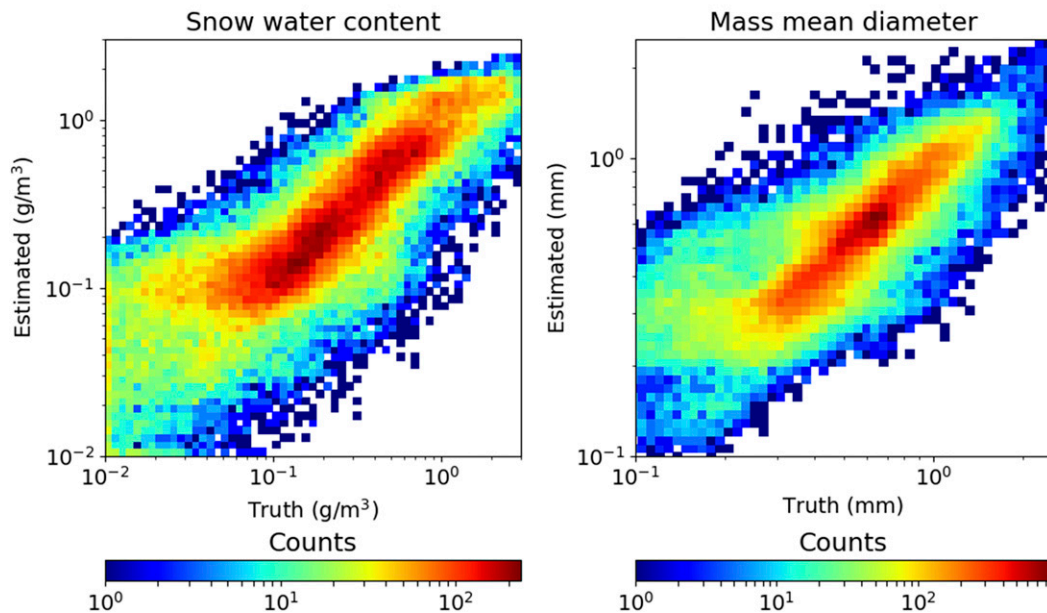 Snow water content
Mass mean diameter
Estimated (g/m³)
10⁰
10⁻¹
10⁻²
10⁻² 10⁻¹ 10⁰
Truth (g/m³)
Estimated (mm)
10⁰
10⁻¹
10⁻¹ 10⁰
Truth (mm)
Counts
10⁰ 10¹ 10²
Counts
10⁰ 10¹ 10²